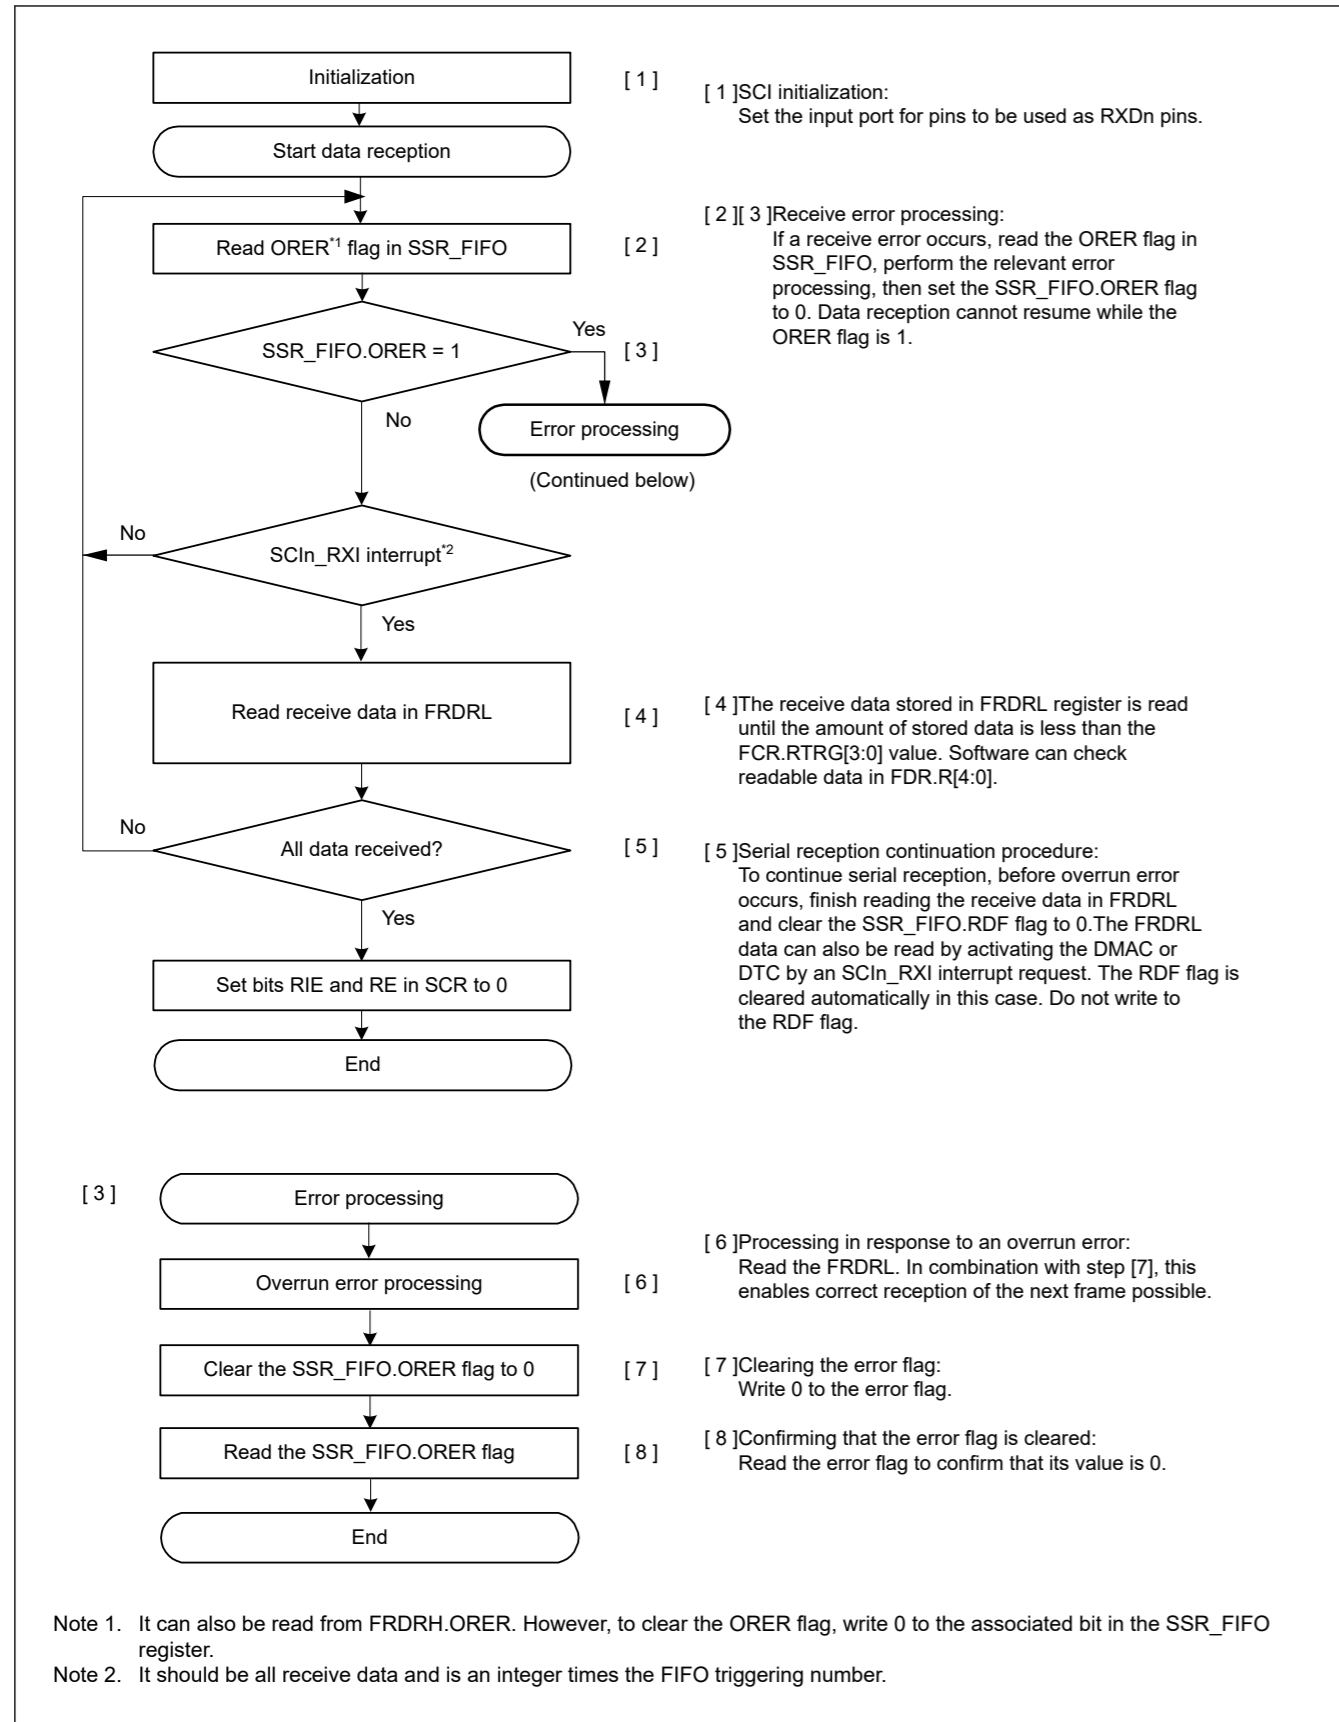 Initialization
[ 1 ]
[ 1 ]SCI initialization:
Set the input port for pins to be used as RXDn pins.
Start data reception
Read ORER*1 flag in SSR_FIFO
[ 2 ]
[ 2 ][ 3 ]Receive error processing:
If a receive error occurs, read the ORER flag in
SSR_FIFO, perform the relevant error
processing, then set the SSR_FIFO.ORER flag
to 0. Data reception cannot resume while the
ORER flag is 1.
SSR_FIFO.ORER = 1
Yes
[ 3 ]
No
Error processing
(Continued below)
No
SCIn_RXI interrupt*2
Yes
Read receive data in FRDRL
[ 4 ]
[ 4 ]The receive data stored in FRDRL register is read
until the amount of stored data is less than the
FCR.RTRG[3:0] value. Software can check
readable data in FDR.R[4:0].
No
All data received?
[ 5 ]
[ 5 ]Serial reception continuation procedure:
To continue serial reception, before overrun error
occurs, finish reading the receive data in FRDRL
and clear the SSR_FIFO.RDF flag to 0.The FRDRL
data can also be read by activating the DMAC or
DTC by an SCIn_RXI interrupt request. The RDF flag is
cleared automatically in this case. Do not write to
the RDF flag.
Yes
Set bits RIE and RE in SCR to 0
End
[ 3 ]
Error processing
Overrun error processing
[ 6 ]
[ 6 ]Processing in response to an overrun error:
Read the FRDRL. In combination with step [7], this
enables correct reception of the next frame possible.
Clear the SSR_FIFO.ORER flag to 0
[ 7 ]
[ 7 ]Clearing the error flag:
Write 0 to the error flag.
Read the SSR_FIFO.ORER flag
[ 8 ]
[ 8 ]Confirming that the error flag is cleared:
Read the error flag to confirm that its value is 0.
End
Note 1. It can also be read from FRDRH.ORER. However, to clear the ORER flag, write 0 to the associated bit in the SSR_FIFO
register.
Note 2. It should be all receive data and is an integer times the FIFO triggering number.